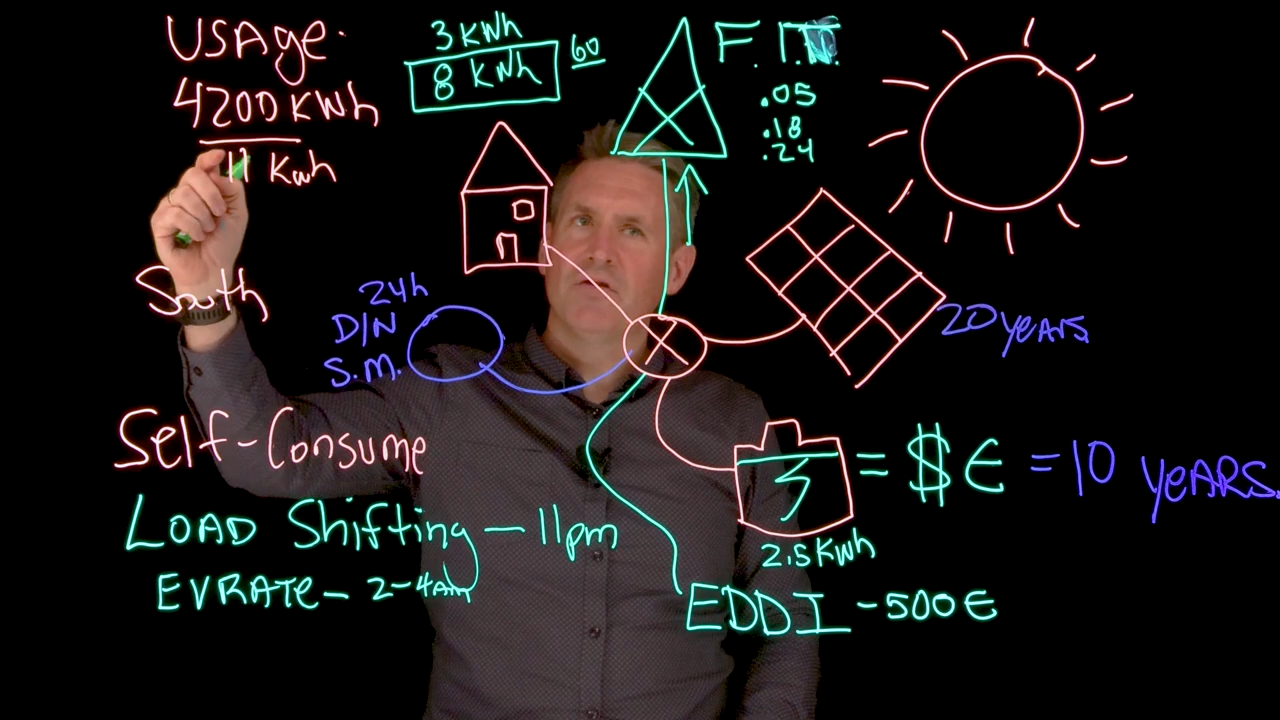 USAge.
4200 KWh
11 Kwh
3 KWh
8 KWh
60
F.I.
.05
.18
.24
South
24h
D/N
S.M.
20 years.
Self-Consume
LOAD Shifting - 11pm
EVRATE - 2-4am
= $ € = 10 yeARS.
2.5 KWh
EDDI - 500€